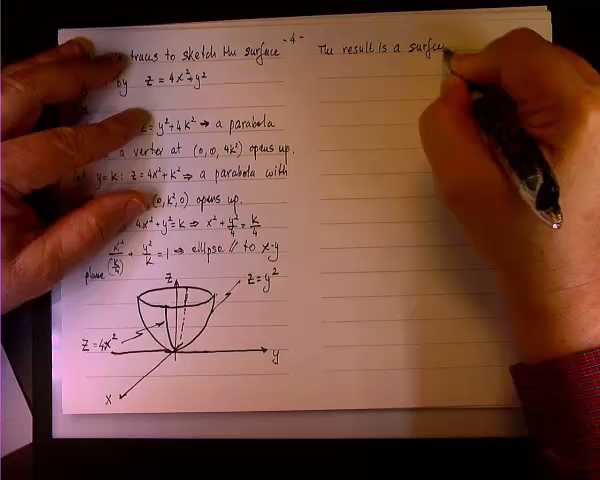 traces to sketch the surface
by z = 4x²+y²
= y²+4k² → a parabola
a vertex at (0, 0, 4k²) opens up.
y=k: z=4x²+k² ⇒ a parabola with
(0, k², 0) opens up.
4x²+y²=k ⇒ x² + y²/4 = k/4
x²/(k/4) + y²/k = 1 ⇒ ellipse // to x-y
plane
z
z=y²
z=4x²
y
x
-4-
The result is a surface